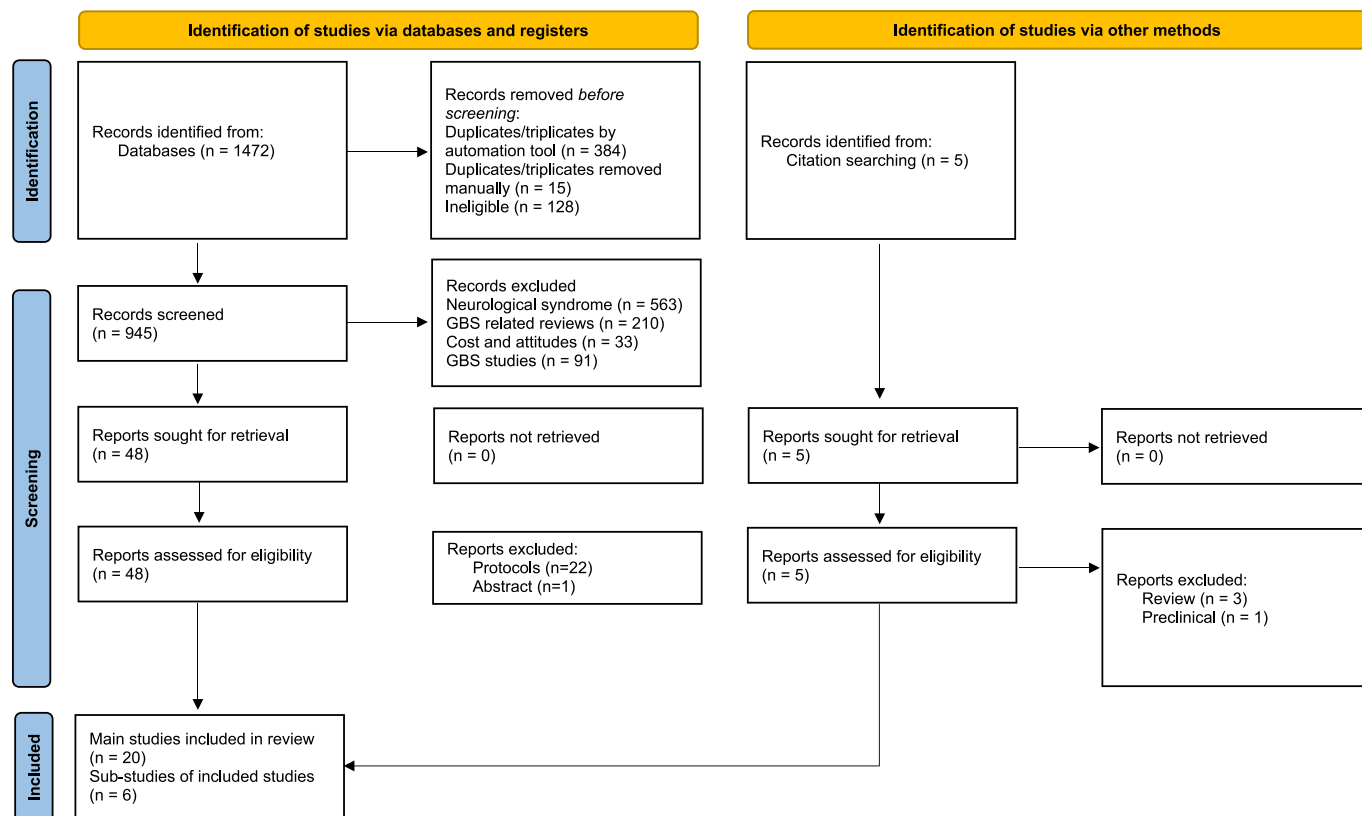 Identification of studies via databases and registers
Identification of studies via other methods
Identification
Records identified from:
Databases (n = 1472)
Records removed before
screening:
Duplicates/triplicates by
automation tool (n = 384)
Duplicates/triplicates removed
manually (n = 15)
Ineligible (n = 128)
Records identified from:
Citation searching (n = 5)
Screening
Records screened
(n = 945)
Records excluded
Neurological syndrome (n = 563)
GBS related reviews (n = 210)
Cost and attitudes (n = 33)
GBS studies (n = 91)
Reports sought for retrieval
(n = 48)
Reports not retrieved
(n = 0)
Reports sought for retrieval
(n = 5)
Reports not retrieved
(n = 0)
Reports assessed for eligibility
(n = 48)
Reports excluded:
Protocols (n=22)
Abstract (n=1)
Reports assessed for eligibility
(n = 5)
Reports excluded:
Review (n = 3)
Preclinical (n = 1)
Included
Main studies included in review
(n = 20)
Sub-studies of included studies
(n = 6)